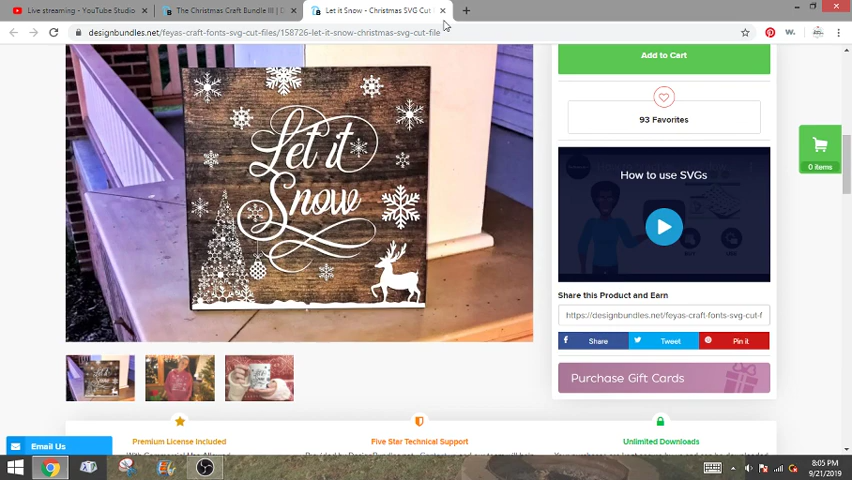 Live streaming - YouTube Studio
The Christmas Craft Bundle III | D
Let it Snow - Christmas SVG Cut
designbundles.net/feyas-craft-fonts-svg-cut-files/158726-let-it-snow-christmas-svg-cut-file
Add to Cart
93 Favorites
Let it
Snow
0 items
How to use SVGs
Share this Product and Earn
https://designbundles.net/feyas-craft-fonts-svg-cut-f
Share
Tweet
Pin it
Purchase Gift Cards
Premium License Included
Five Star Technical Support
Unlimited Downloads
Email Us
8:05 PM
9/21/2019